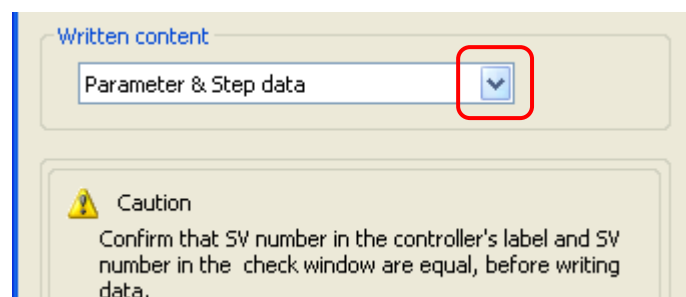 Written content
Parameter & Step data
Caution
Confirm that SV number in the controller's label and SV
number in the  check window are equal, before writing
data.